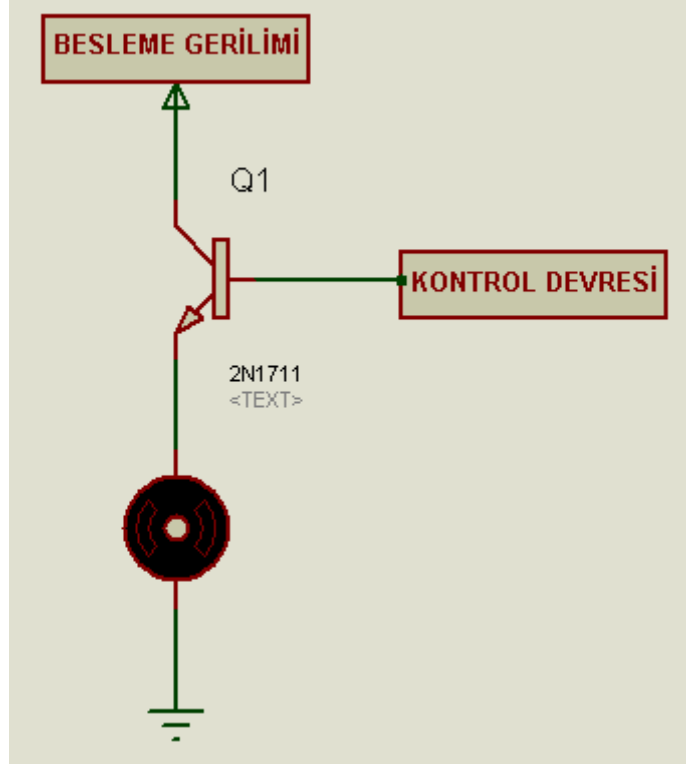 BESLEME GERİLİMİ
Q1
KONTROL DEVRESİ
2N1711
<TEXT>